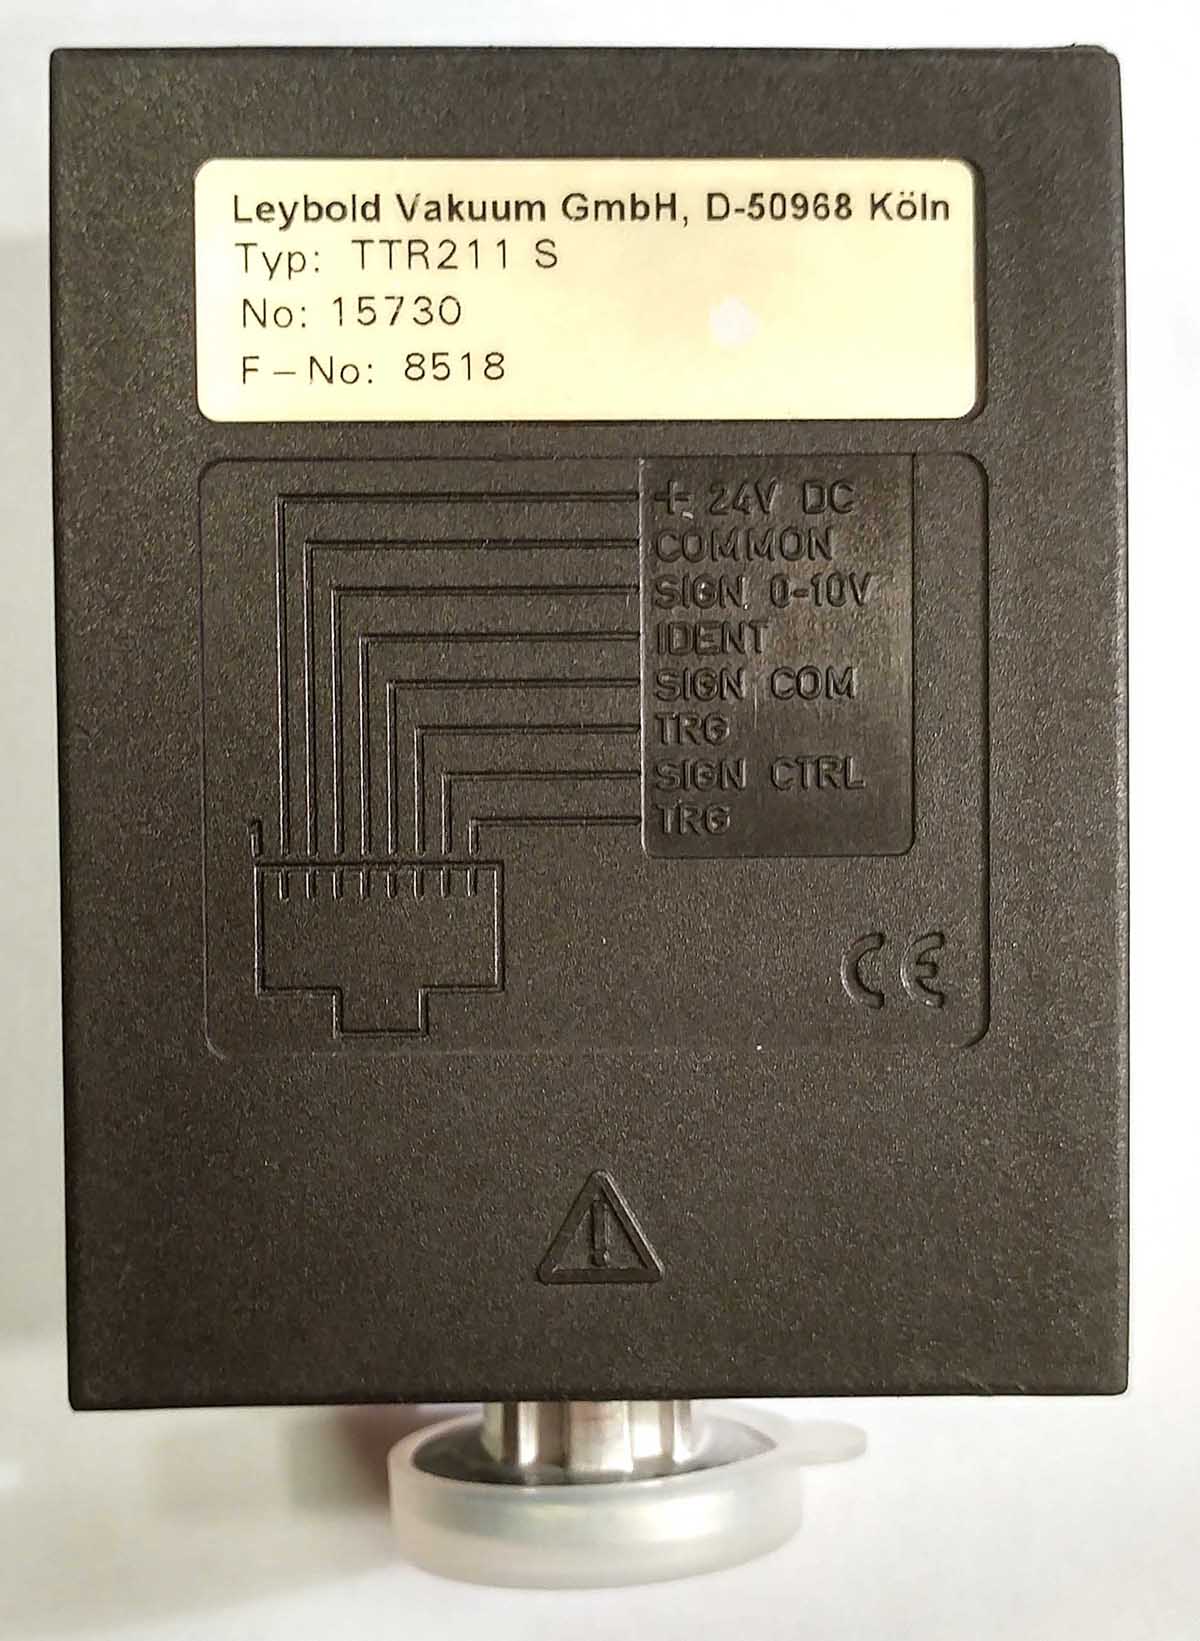 Leybold Vakuum GmbH, D-50968 Köln
Typ: TTR211 S
No: 15730
F – No: 8518
+ 24V DC
COMMON
SIGN 0-10V
IDENT
SIGN COM
TRG
SIGN CTRL
TRG
1
CE